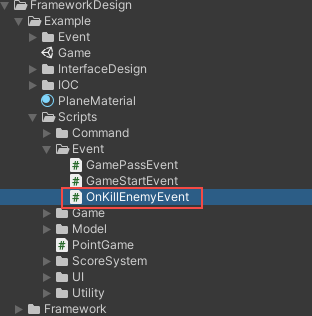 FrameworkDesign
Example
Event
Game
InterfaceDesign
IOC
PlaneMaterial
Scripts
Command
Event
GamePassEvent
GameStartEvent
OnKillEnemyEvent
Game
Model
PointGame
ScoreSystem
UI
Utility
Framework